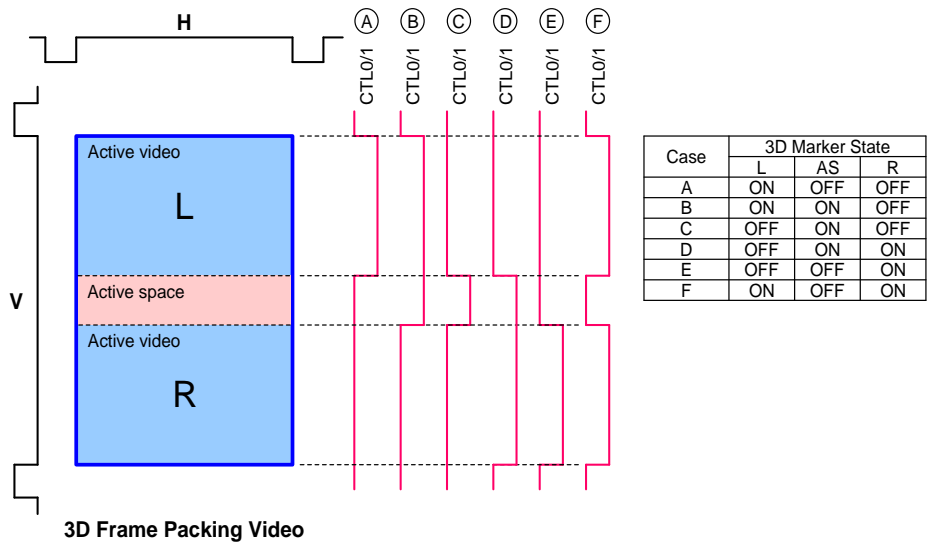 H
A B C D E F
CTL0/1 CTL0/1 CTL0/1 CTL0/1 CTL0/1 CTL0/1
V
Active video
L
Active space
Active video
R
3D Frame Packing Video
Case 3D Marker State
L AS R
A ON OFF OFF
B ON ON OFF
C OFF ON OFF
D OFF ON ON
E OFF OFF ON
F ON OFF ON